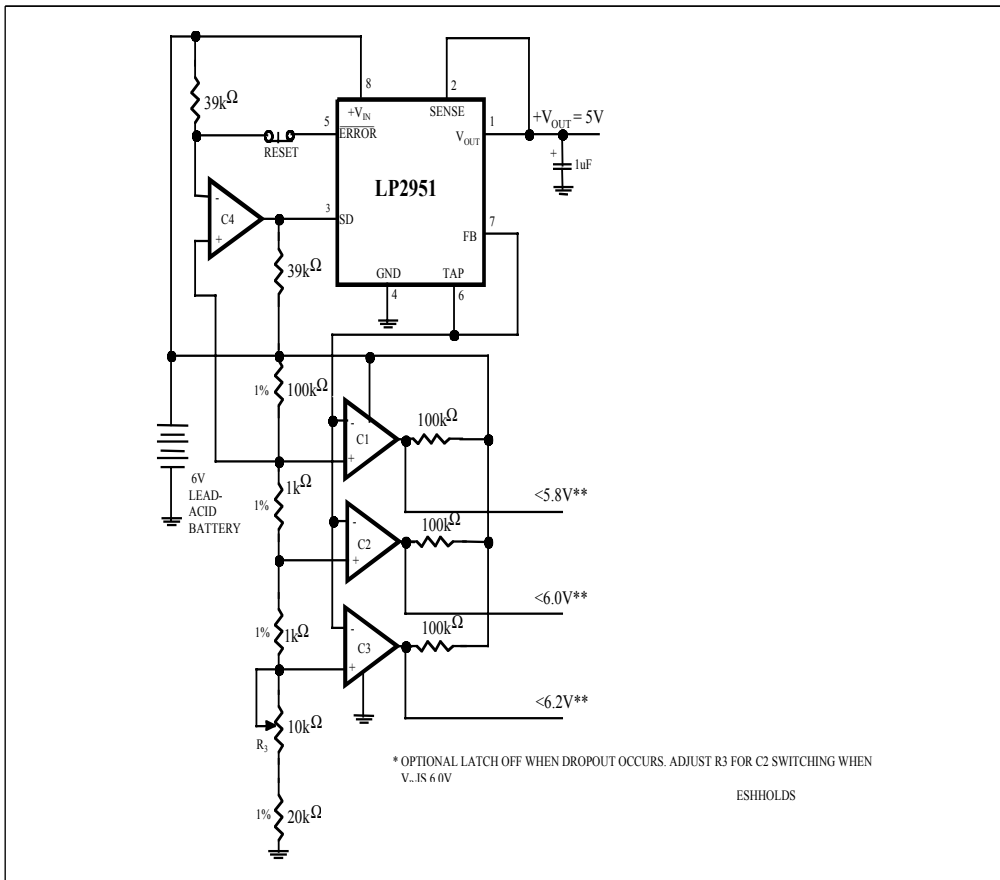 39kΩ
8
+VIN
2
SENSE
5
ERROR
1
VOUT
+VOUT = 5V
RESET
+
1uF
LP2951
-
C4
+
3
SD
7
FB
39kΩ
GND
TAP
4
6
1%
100kΩ
-
C1
+
100kΩ
6V
LEAD-
ACID
BATTERY
1kΩ
1%
<5.8V**
100kΩ
-
C2
+
<6.0V**
1%
1kΩ
-
C3
+
100kΩ
<6.2V**
10kΩ
R3
* OPTIONAL LATCH OFF WHEN DROPOUT OCCURS. ADJUST R3 FOR C2 SWITCHING WHEN
IS 6.0V
ESHHOLDS
1%
20kΩ